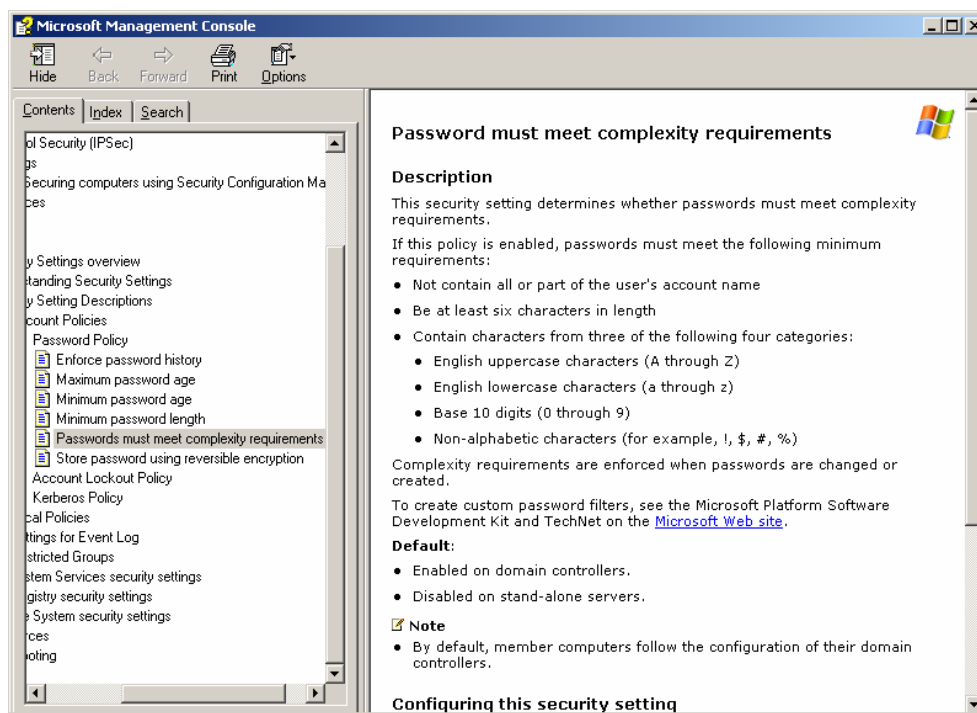 Microsoft Management Console
Hide
Back
Forward
Print
Options
Contents
Index
Search
ol Security (IPSec)
gs
Securing computers using Security Configuration Ma
ces
y Settings overview
tanding Security Settings
y Setting Descriptions
count Policies
Password Policy
Enforce password history
Maximum password age
Minimum password age
Minimum password length
Passwords must meet complexity requirements
Store password using reversible encryption
Account Lockout Policy
Kerberos Policy
cal Policies
ttings for Event Log
stricted Groups
stem Services security settings
gistry security settings
e System security settings
rces
oting
Password must meet complexity requirements
Description
This security setting determines whether passwords must meet complexity
requirements.
If this policy is enabled, passwords must meet the following minimum
requirements:
• Not contain all or part of the user's account name
• Be at least six characters in length
• Contain characters from three of the following four categories:
• English uppercase characters (A through Z)
• English lowercase characters (a through z)
• Base 10 digits (0 through 9)
• Non-alphabetic characters (for example, !, $, #, %)
Complexity requirements are enforced when passwords are changed or
created.
To create custom password filters, see the Microsoft Platform Software
Development Kit and TechNet on the Microsoft Web site.
Default:
• Enabled on domain controllers.
• Disabled on stand-alone servers.
Note
• By default, member computers follow the configuration of their domain
controllers.
Configuring this security setting